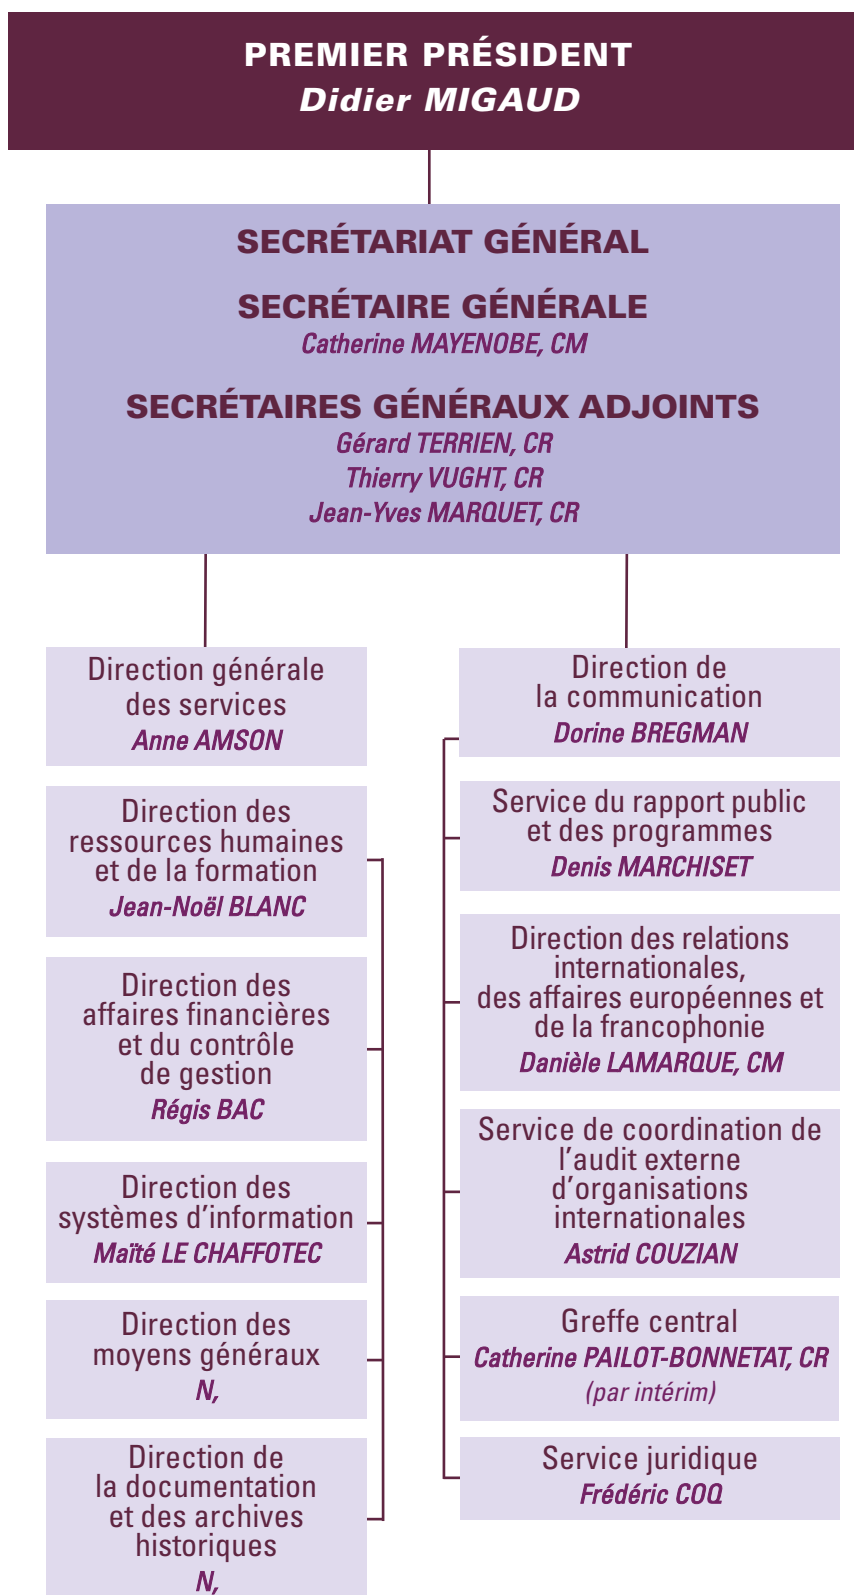 PREMIER PRÉSIDENT
Didier MIGAUD
SECRÉTARIAT GÉNÉRAL
SECRÉTAIRE GÉNÉRALE
Catherine MAYENOBE, CM
SECRÉTAIRES GÉNÉRAUX ADJOINTS
Gérard TERRIEN, CR
Thierry VUGHT, CR
Jean-Yves MARQUET, CR
Direction générale
des services
Anne AMSON
Direction des
ressources humaines
et de la formation
Jean-Noël BLANC
Direction des
affaires financières
et du contrôle
de gestion
Régis BAC
Direction des
systèmes d'information
Maïté LE CHAFFOTEC
Direction des
moyens généraux
N,
Direction de
la documentation
et des archives
historiques
N,
Direction de
la communication
Dorine BREGMAN
Service du rapport public
et des programmes
Denis MARCHISET
Direction des relations
internationales,
des affaires européennes et
de la francophonie
Danièle LAMARQUE, CM
Service de coordination de
l'audit externe
d'organisations
internationales
Astrid COUZIAN
Greffe central
Catherine PAILOT-BONNETAT, CR
(par intérim)
Service juridique
Frédéric COQ